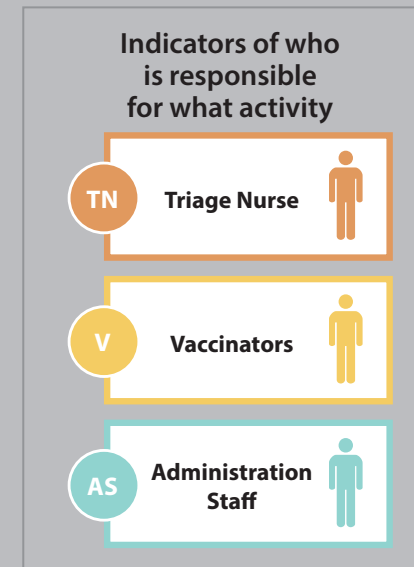 Indicators of who
is responsible
for what activity
TN
Triage Nurse
V
Vaccinators
AS
Administration
Staff